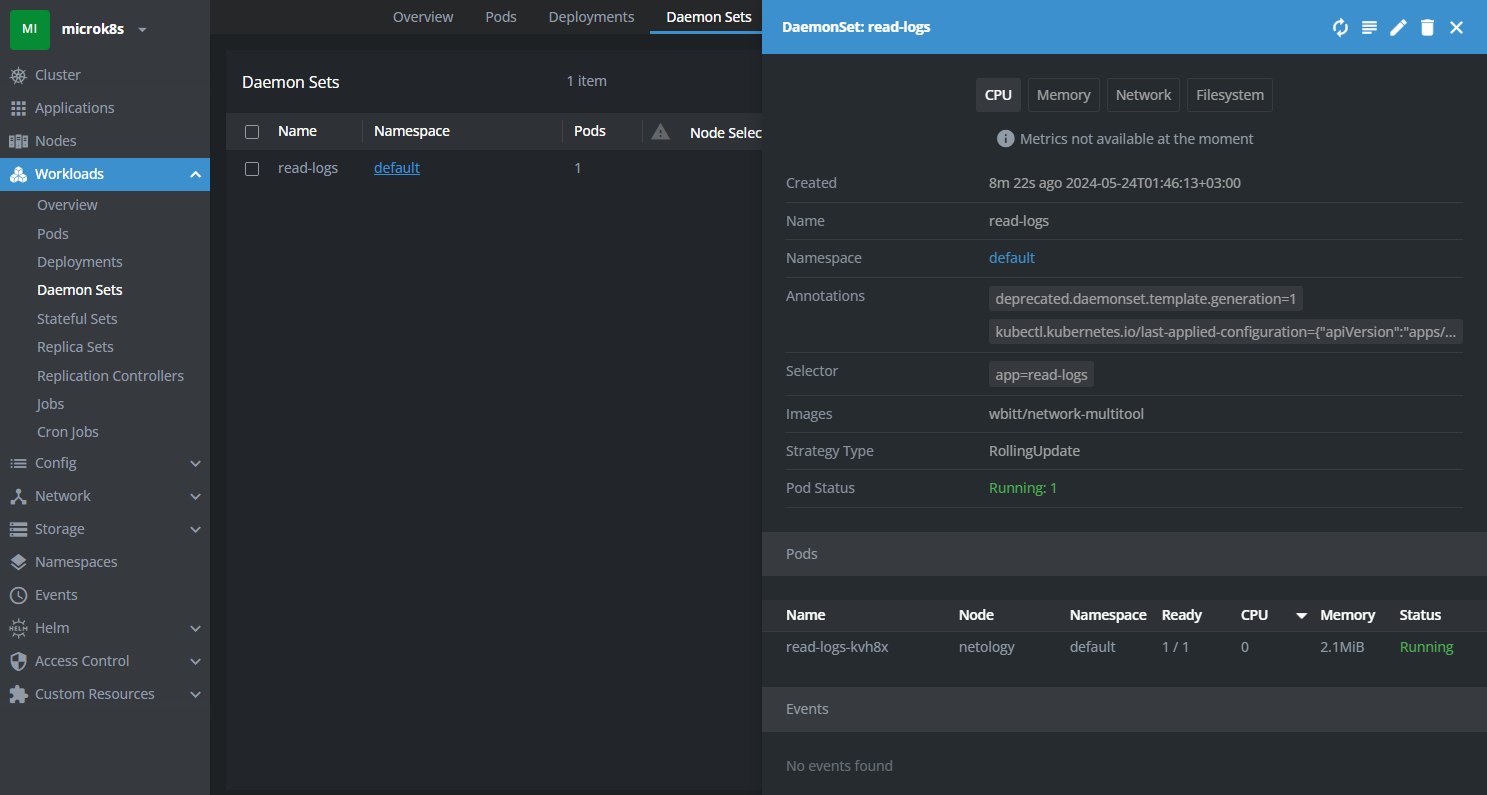 MI microk8s
Cluster
Applications
Nodes
Workloads
Overview
Pods
Deployments
Daemon Sets
Stateful Sets
Replica Sets
Replication Controllers
Jobs
Cron Jobs
Config
Network
Storage
Namespaces
Events
HELM Helm
Access Control
Custom Resources
Overview Pods Deployments Daemon Sets
Daemon Sets 1 item
Name Namespace Pods Node Selec
read-logs default 1
DaemonSet: read-logs
CPU Memory Network Filesystem
Metrics not available at the moment
Created 8m 22s ago 2024-05-24T01:46:13+03:00
Name read-logs
Namespace default
Annotations deprecated.daemonset.template.generation=1
kubectl.kubernetes.io/last-applied-configuration={"apiVersion":"apps/...
Selector app=read-logs
Images wbitt/network-multitool
Strategy Type RollingUpdate
Pod Status Running: 1
Pods
Name Node Namespace Ready CPU Memory Status
read-logs-kvh8x netology default 1 / 1 0 2.1MiB Running
Events
No events found